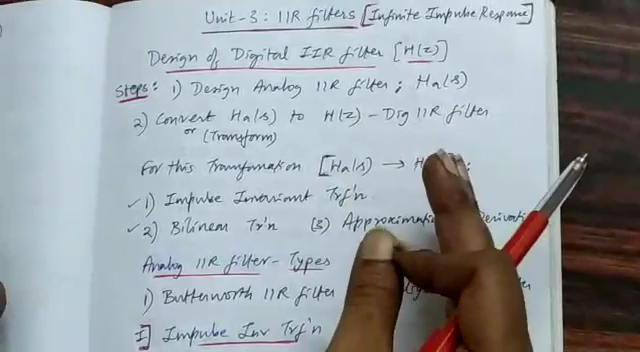 Unit-3: IIR filters [Infinite Impulse Response]
Design of Digital IIR filter [H(z)]
Steps: 1) Design Analog IIR filter; Ha(s)
2) Convert Ha(s) to H(z) - Dig IIR filter
or (Transform)
For this Transformation [Ha(s) → H
1) Impulse Invariant Trf'n
2) Bilinear Tr'n (3) Approximation Derivati
Analog IIR filter - Types
1) Butterworth IIR filter
I] Impulse Inv Trf'n